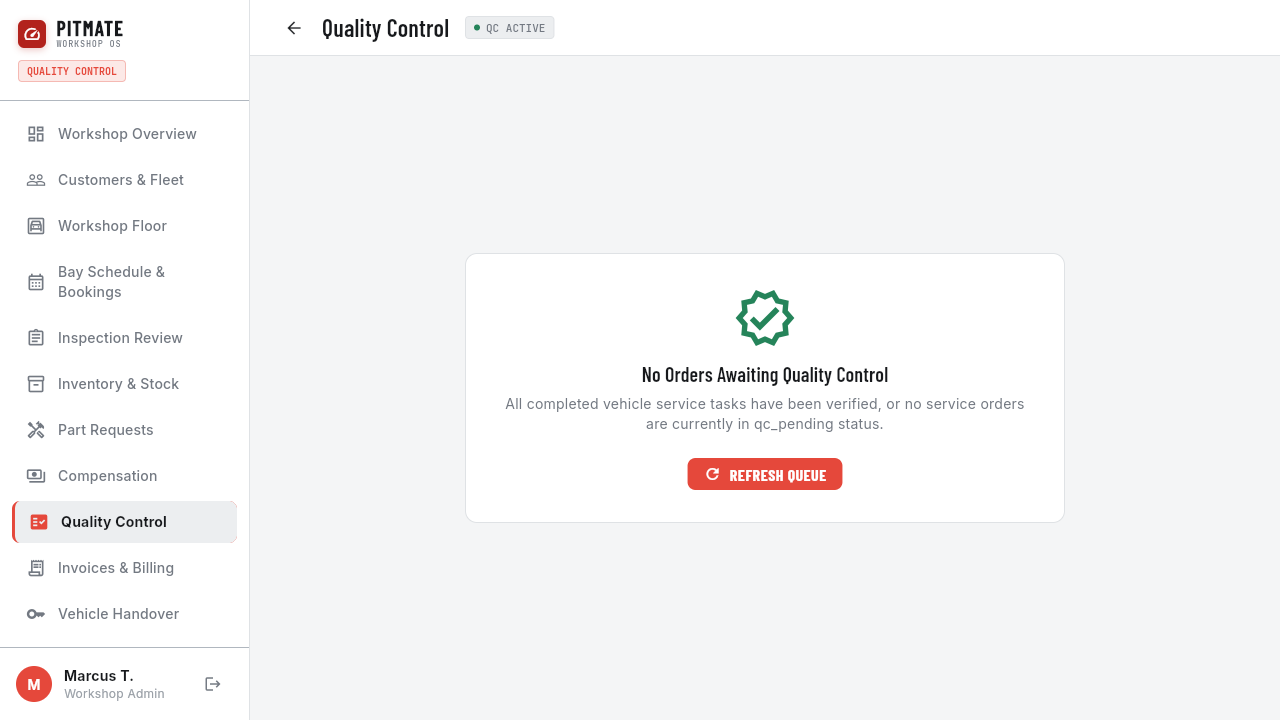 PITMATE
WORKSHOP OS
QUALITY CONTROL
Workshop Overview
Customers & Fleet
Workshop Floor
Bay Schedule &
Bookings
Inspection Review
Inventory & Stock
Part Requests
Compensation
Quality Control
Invoices & Billing
Vehicle Handover
M
Marcus T.
Workshop Admin
Quality Control
QC ACTIVE
No Orders Awaiting Quality Control
All completed vehicle service tasks have been verified, or no service orders
are currently in qc_pending status.
REFRESH QUEUE